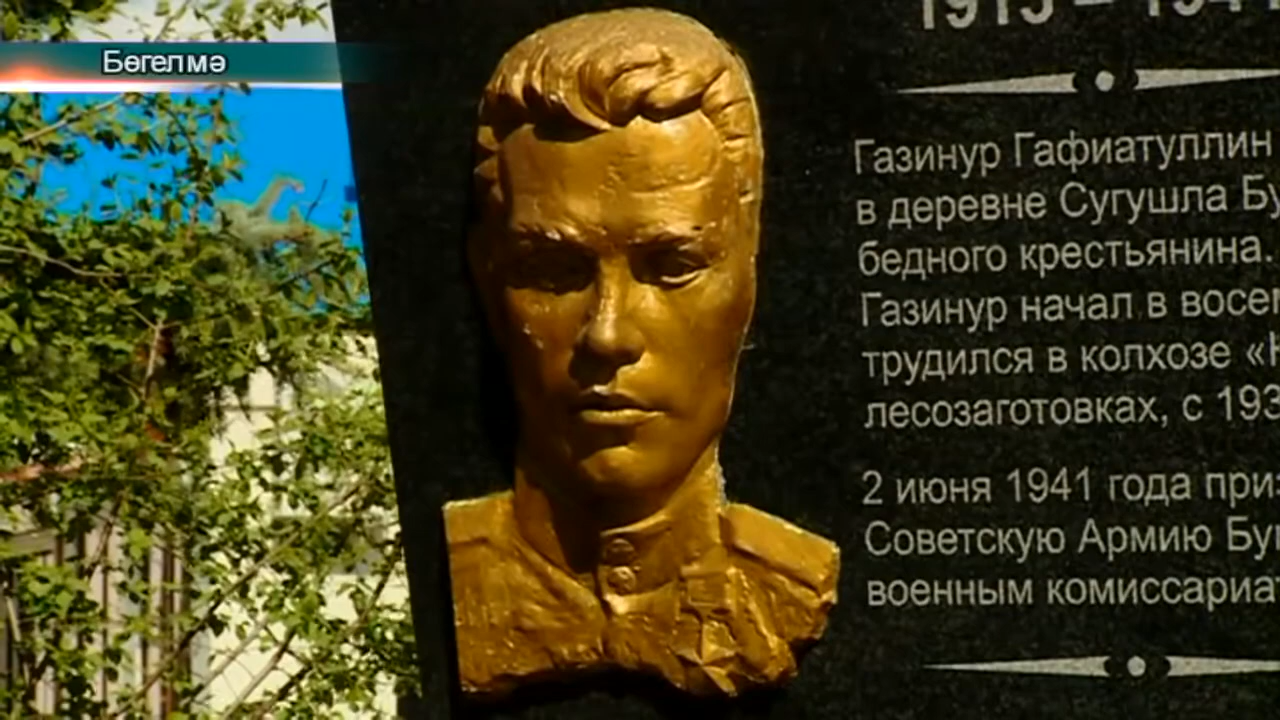 Бөгелмә
Газинур Гафиатуллин
в деревне Сугушла
бедного крестьянина.
Газинур начал в
трудился в колхозе
лесозаготовках, с
2 июня 1941 года
Советскую Армию
военным